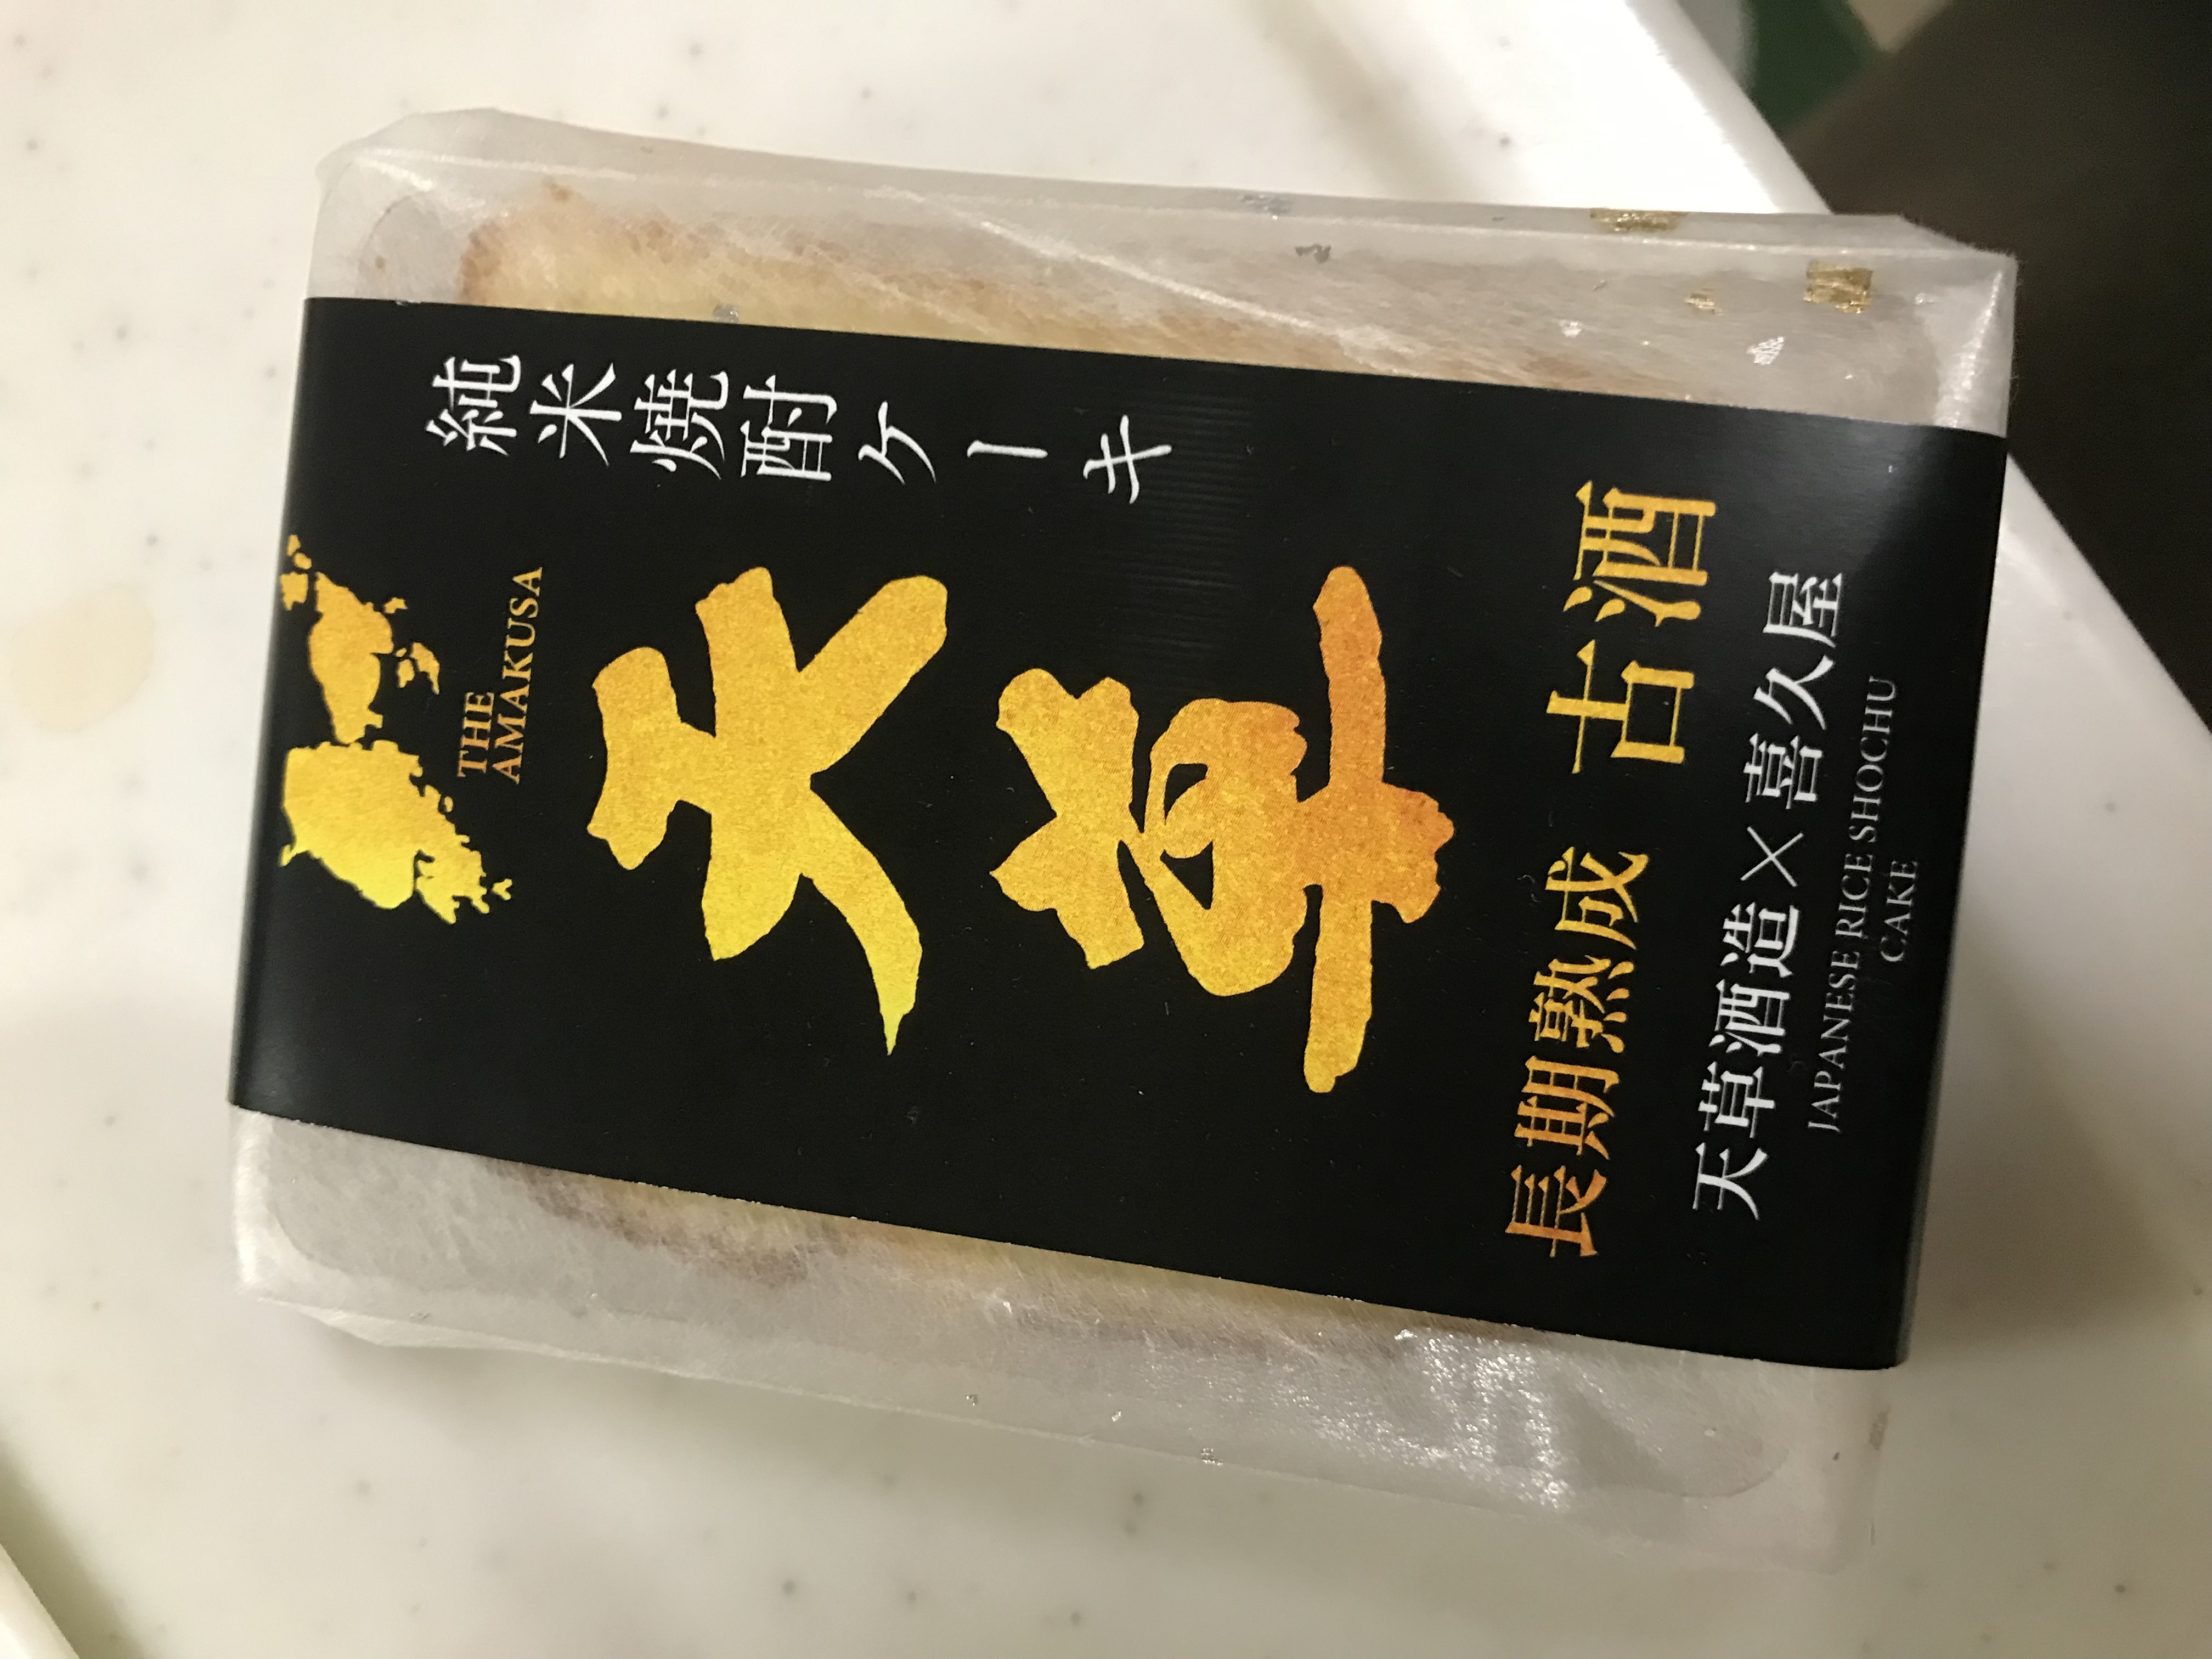 純米焼酎ケーキ
THE
AMAKUSA
天草
長期熟成 古酒
天草酒造×喜久屋
JAPANESE RICE SHOCHU
CAKE